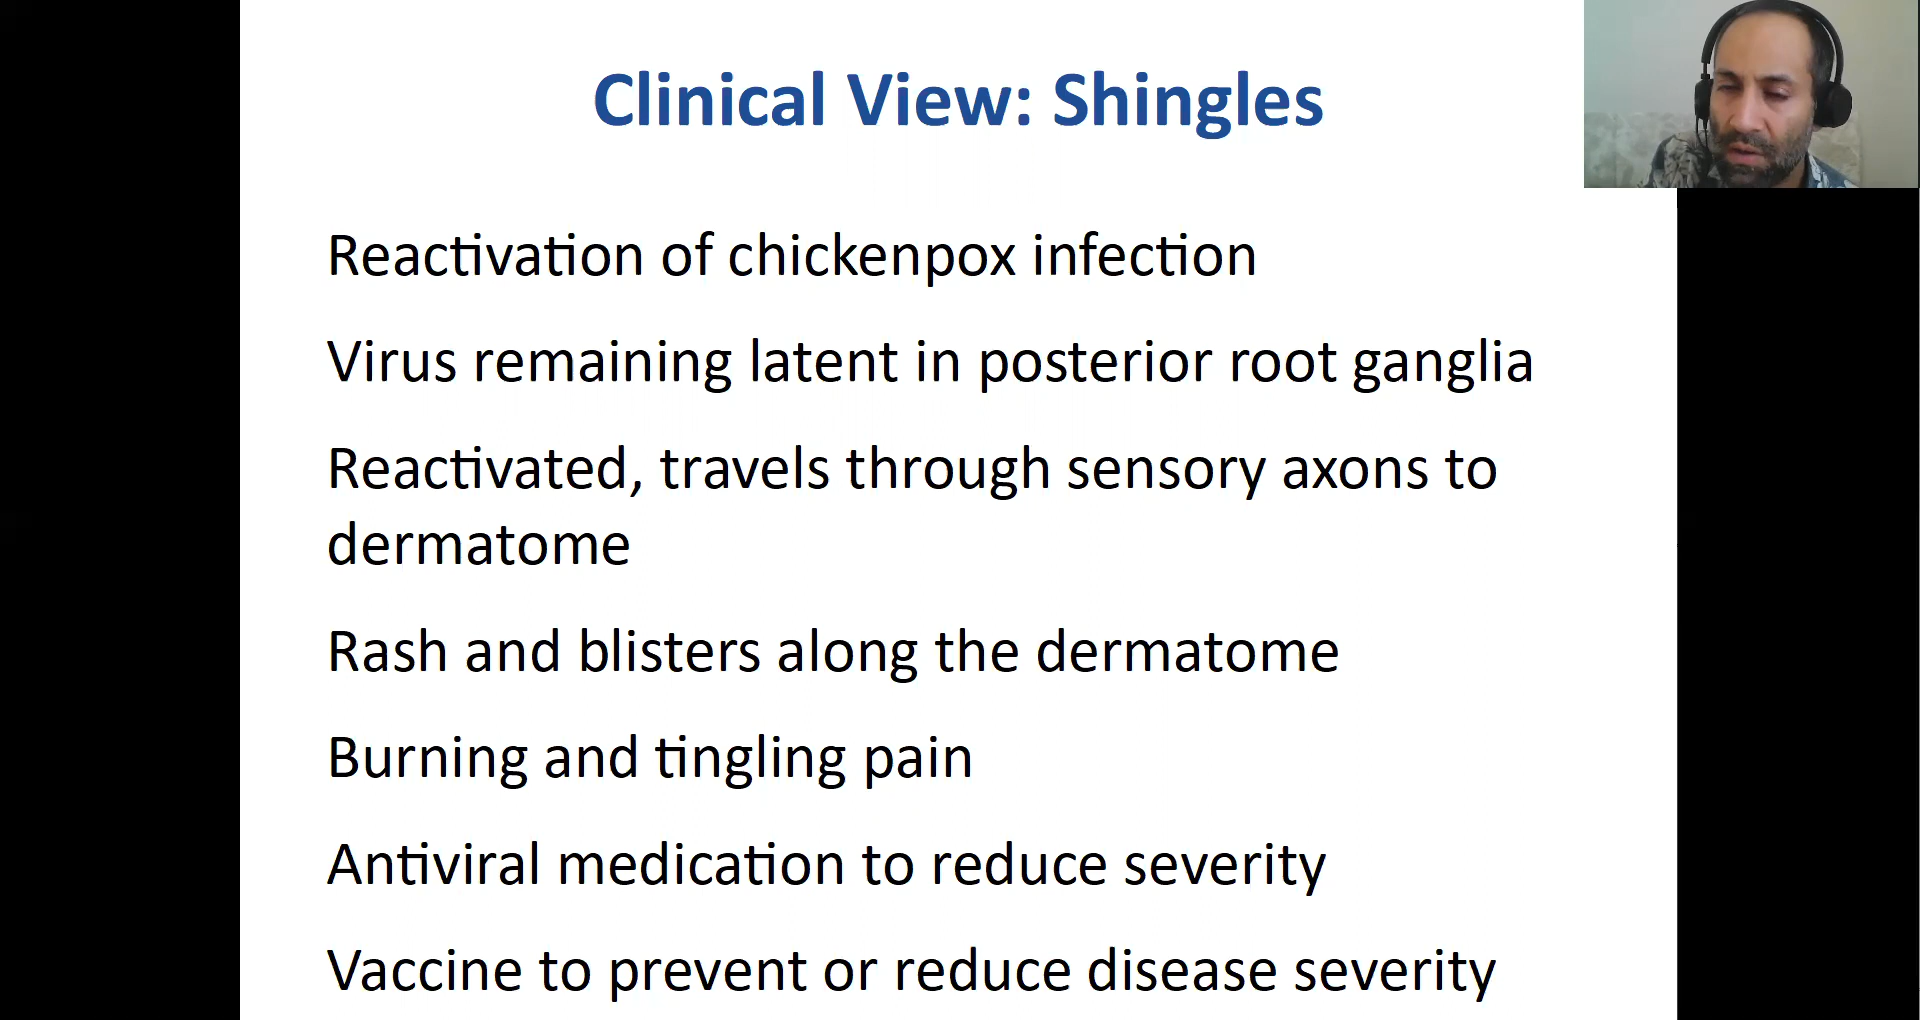 Clinical View: Shingles
Reactivation of chickenpox infection
Virus remaining latent in posterior root ganglia
Reactivated, travels through sensory axons to
dermatome
Rash and blisters along the dermatome
Burning and tingling pain
Antiviral medication to reduce severity
Vaccine to prevent or reduce disease severity